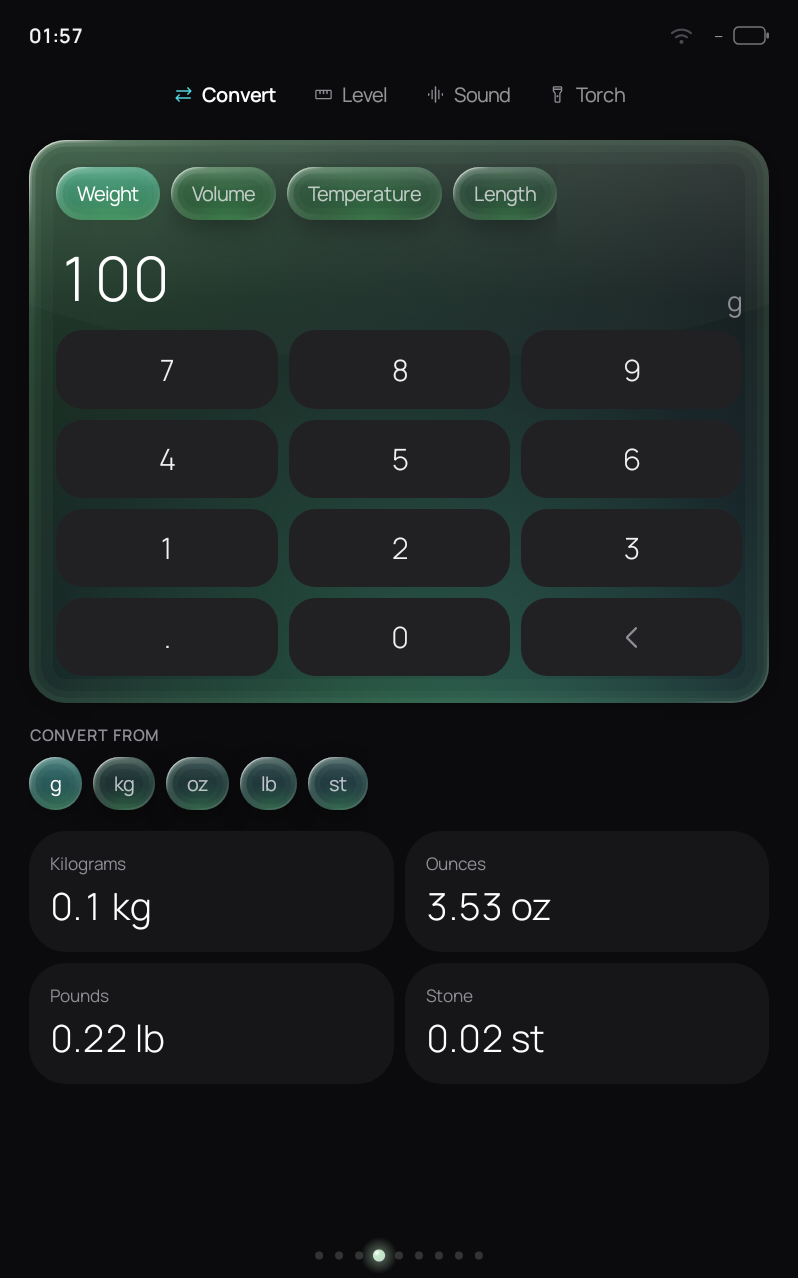 01:57
Convert Level Sound Torch
Weight Volume Temperature Length
100
g
7 8 9
4 5 6
1 2 3
. 0
CONVERT FROM
g kg oz lb st
Kilograms Ounces
0.1 kg 3.53 oz
Pounds Stone
0.22 lb 0.02 st